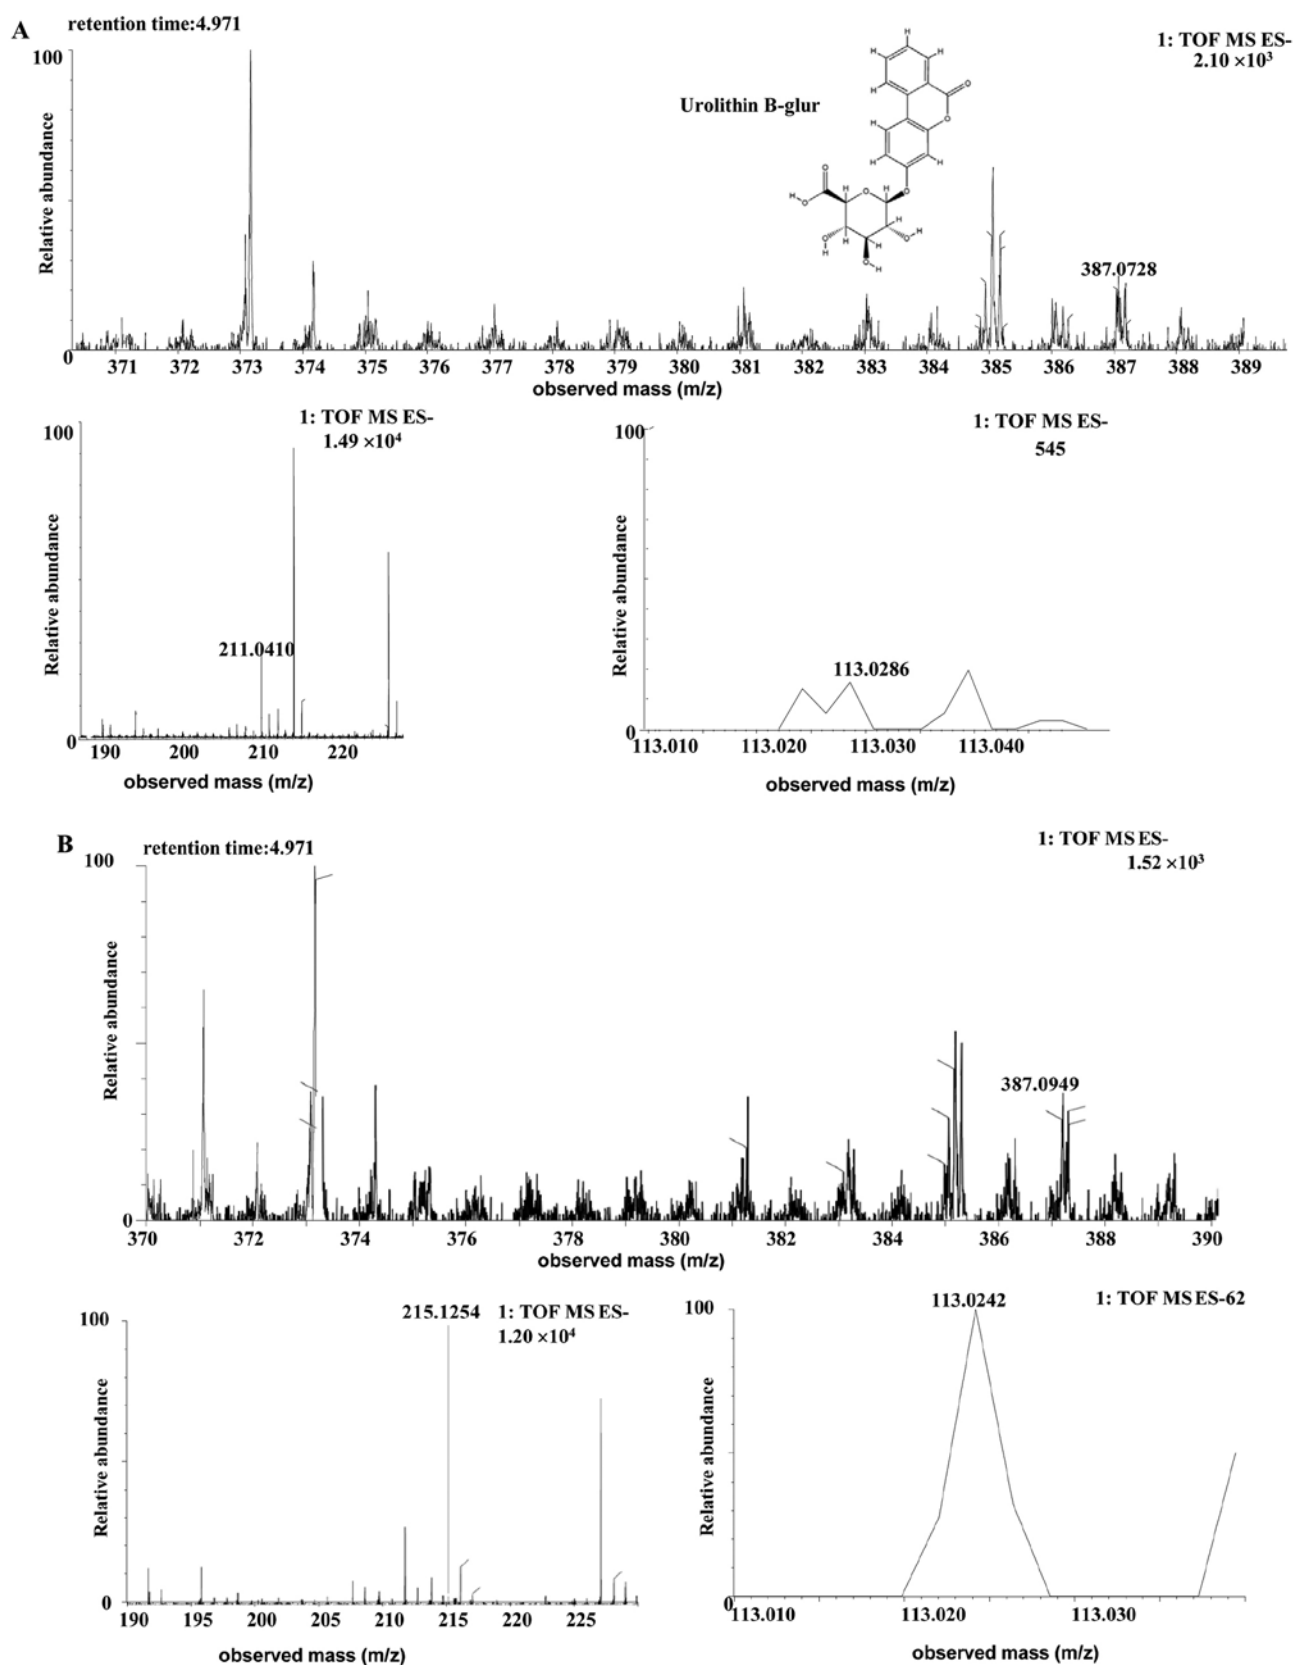 A
retention time:4.971
1: TOF MS ES-
2.10 ×10³
Urolithin B-glur
H
H
H
H
H
H
H
O
O
H
O
O
H
O
H
O
H
H
H
H
O
H
O
H
O
H
100
Relative abundance
0
387.0728
371 372 373 374 375 376 377 378 379 380 381 382 383 384 385 386 387 388 389
observed mass (m/z)
1: TOF MS ES-
1.49 ×10⁴
100
Relative abundance
0
211.0410
190 200 210 220
observed mass (m/z)
1: TOF MS ES-
545
100
Relative abundance
0
113.0286
113.010 113.020 113.030 113.040
observed mass (m/z)
B
retention time:4.971
1: TOF MS ES-
1.52 ×10³
100
Relative abundance
0
387.0949
370 372 374 376 378 380 382 384 386 388 390
observed mass (m/z)
215.1254
1: TOF MS ES-
1.20 ×10⁴
100
Relative abundance
0
190 195 200 205 210 215 220 225
observed mass (m/z)
113.0242
1: TOF MS ES-62
100
Relative abundance
0
113.010 113.020 113.030
observed mass (m/z)